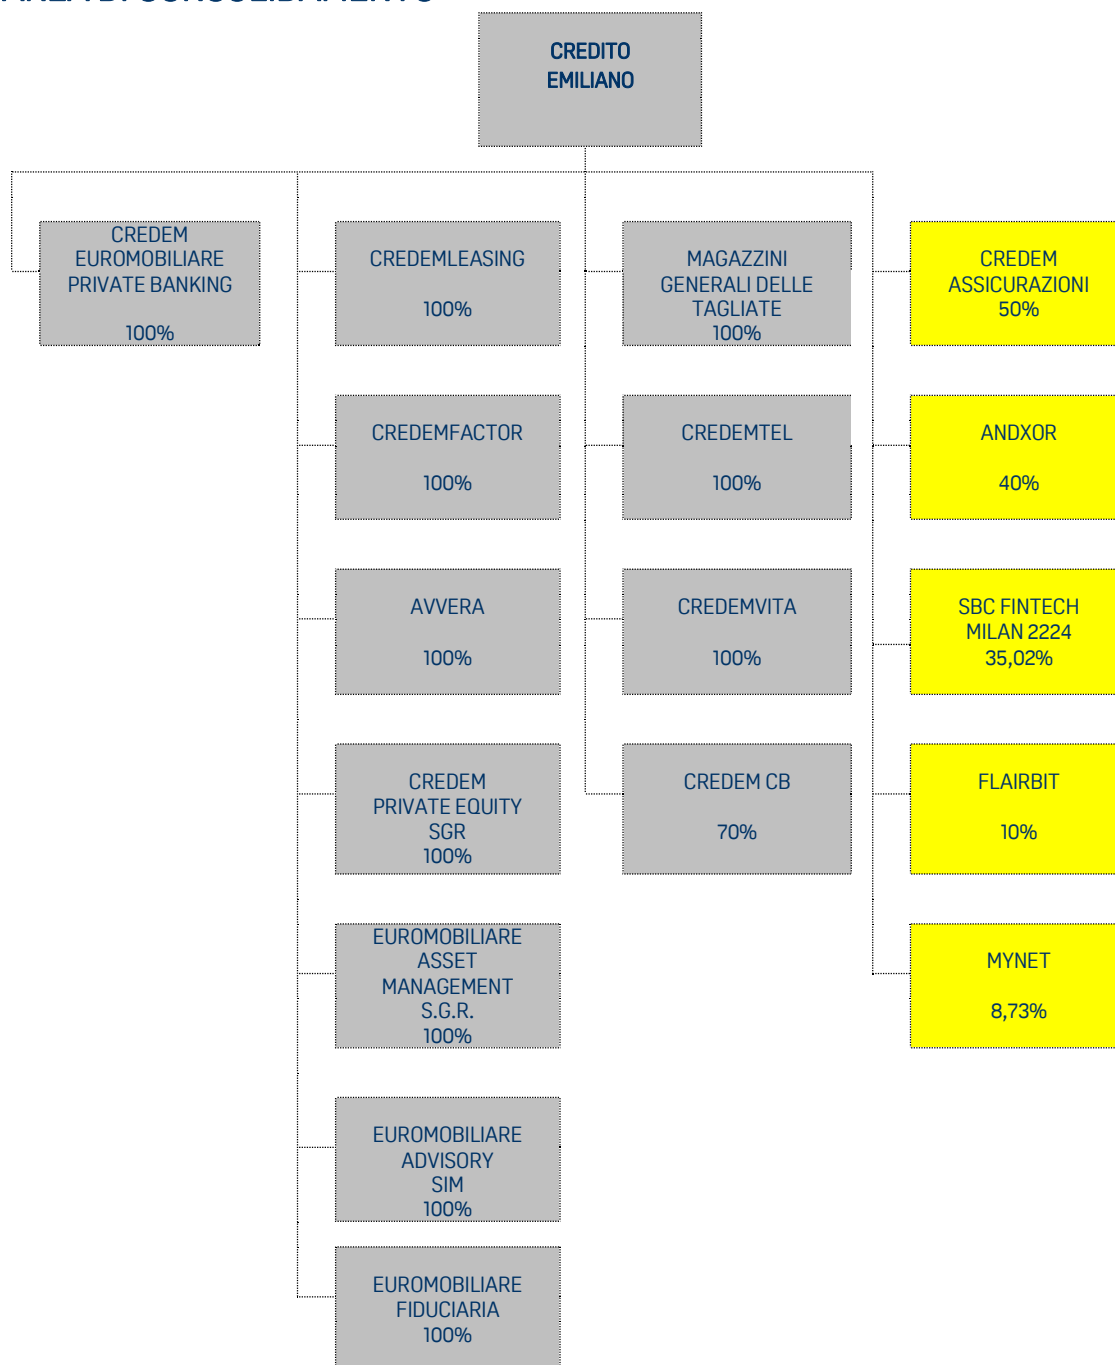 AREA DI CONSOLIDAMENTO
CREDITO
EMILIANO
CREDEM
EUROMOBILIARE
PRIVATE BANKING
100%
CREDEMLEASING
100%
MAGAZZINI
GENERALI DELLE
TAGLIATE
100%
CREDEM
ASSICURAZIONI
50%
CREDEMFACTOR
100%
CREDEMTEL
100%
ANDXOR
40%
AVVERA
100%
CREDEMVITA
100%
SBC FINTECH
MILAN 2224
35,02%
CREDEM
PRIVATE EQUITY
SGR
100%
CREDEM CB
70%
FLAIRBIT
10%
EUROMOBILIARE
ASSET
MANAGEMENT
S.G.R.
100%
MYNET
8,73%
EUROMOBILIARE
ADVISORY
SIM
100%
EUROMOBILIARE
FIDUCIARIA
100%